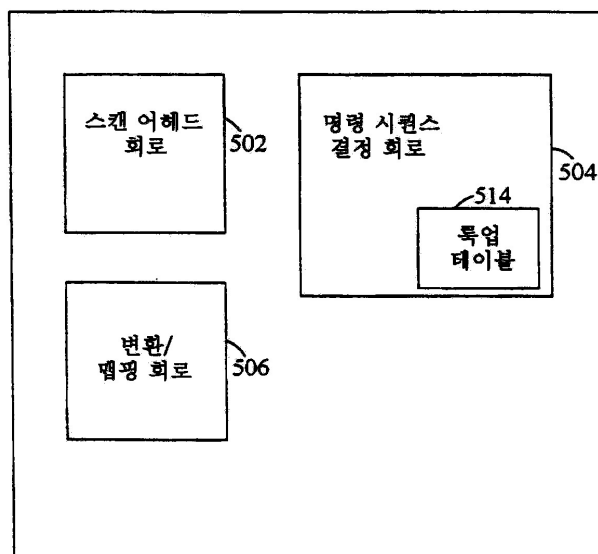 스캔 어헤드
회로
502
명령 시퀀스
결정 회로
504
514
룩업
테이블
변환/
맵핑 회로
506